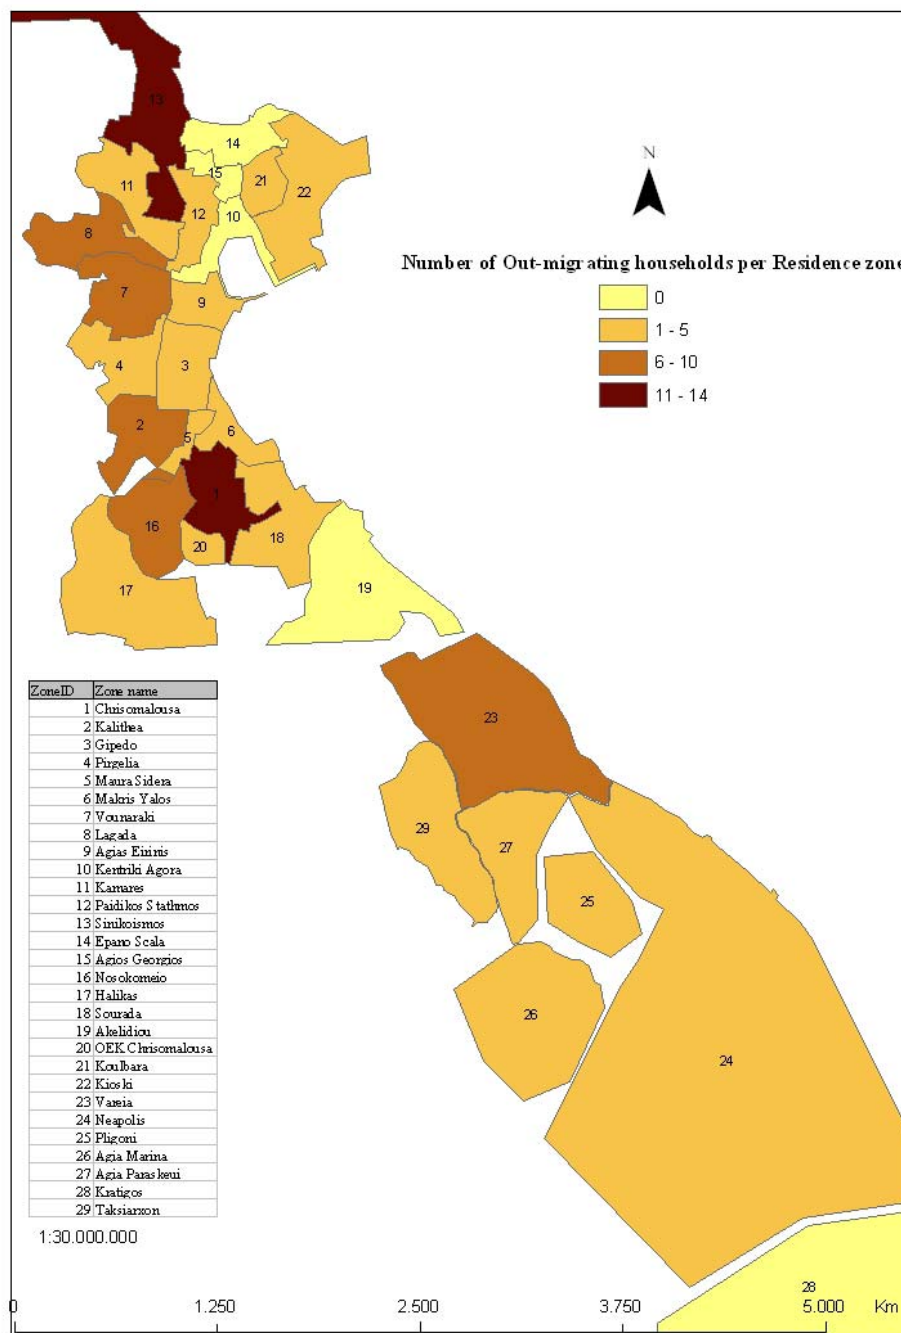 13
14
15
11
21
22
12
10
8
7
9
4
3
2
5
6
1
16
18
20
17
19
N
Number of Out-migrating households per Residence zone
0
1 - 5
6 - 10
11 - 14
23
29
27
25
26
24
28
ZoneID Zone name
1 Chrisomalousa
2 Kalithea
3 Gipedo
4 Pirgelia
5 Maura Sidera
6 Makris Yalos
7 Vounaraki
8 Lagada
9 Agias Eirinis
10 Kentriki Agora
11 Kamares
12 Paidikos Stathmos
13 Sinikoismos
14 Epano Scala
15 Agios Georgios
16 Nosokomeio
17 Halikas
18 Sourada
19 Akelidiou
20 OEK Chrisomalousa
21 Koulbara
22 Kioski
23 Vareia
24 Neapolis
25 Pligoni
26 Agia Marina
27 Agia Paraskeui
28 Kratigos
29 Taksiarxon
1:30.000.000
0 1.250 2.500 3.750 5.000 Km